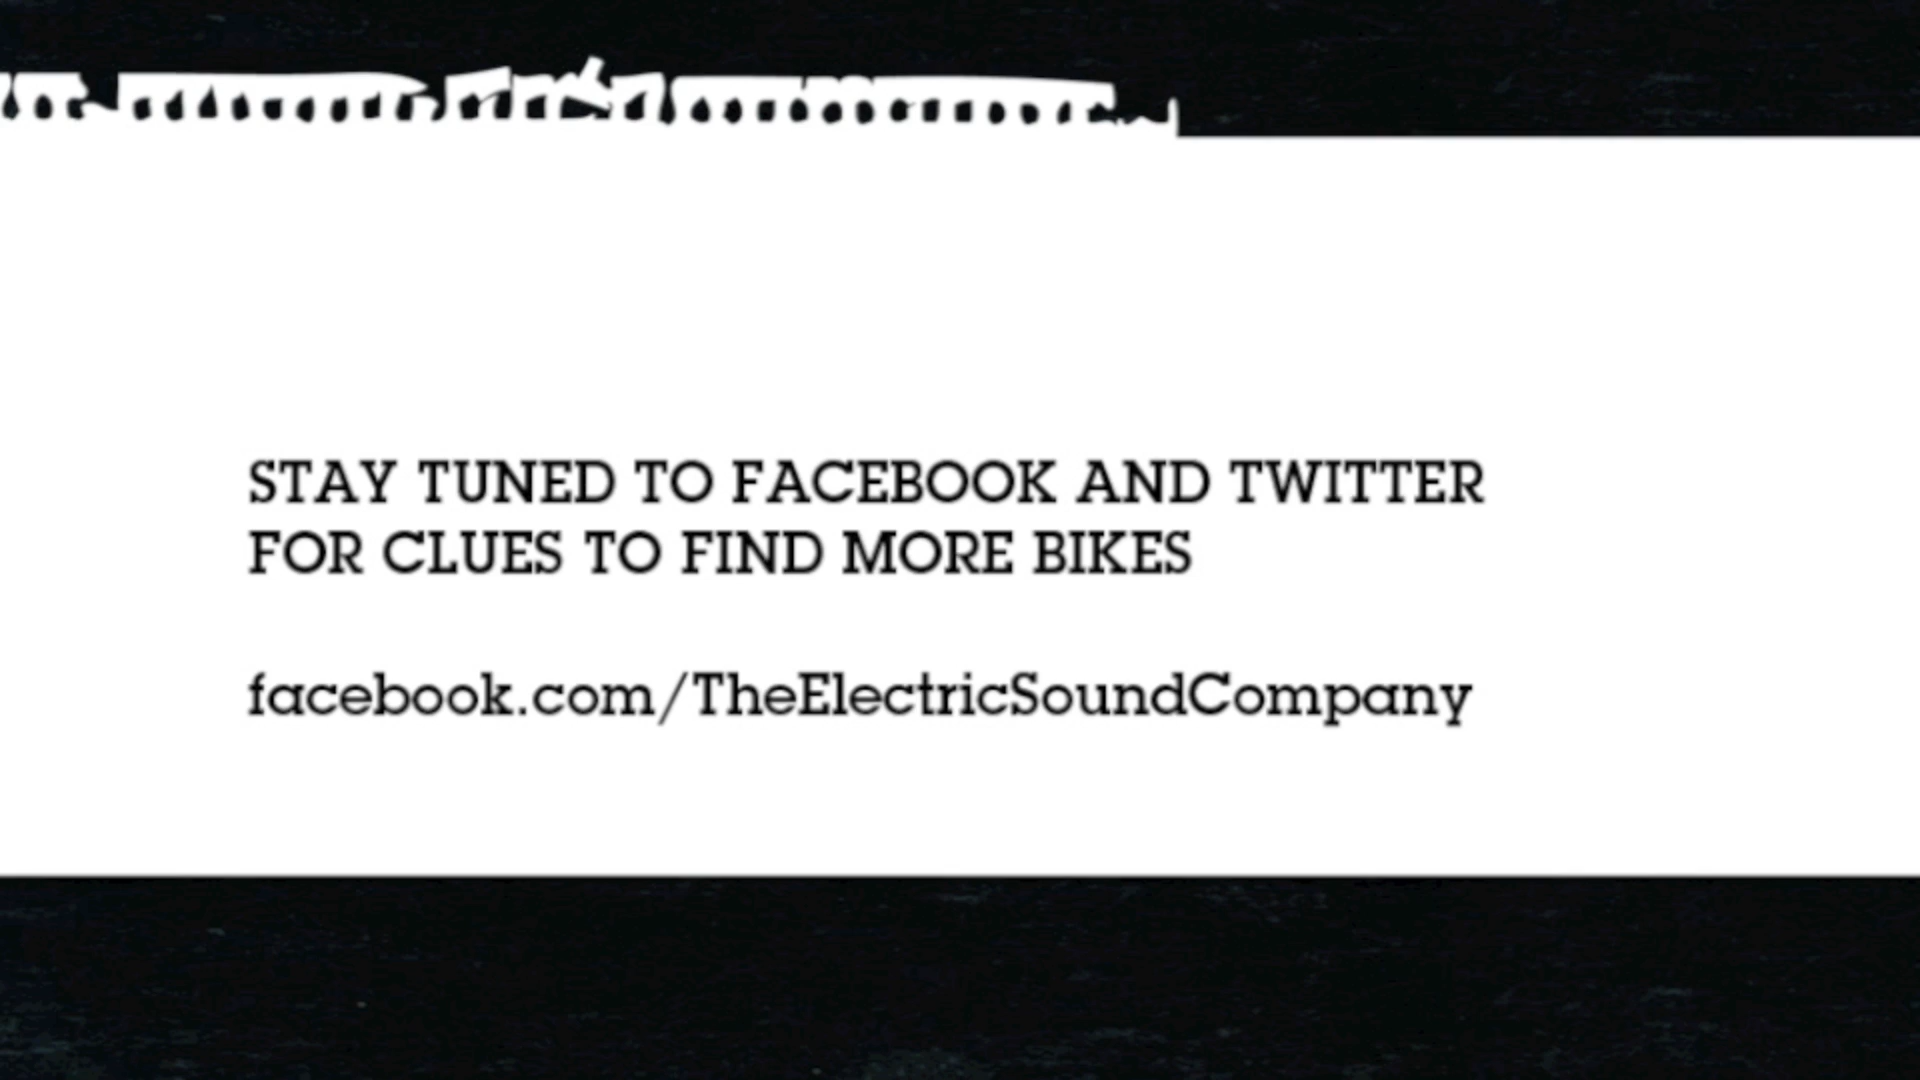 STAY TUNED TO FACEBOOK AND TWITTER
FOR CLUES TO FIND MORE BIKES
facebook.com/TheElectricSoundCompany